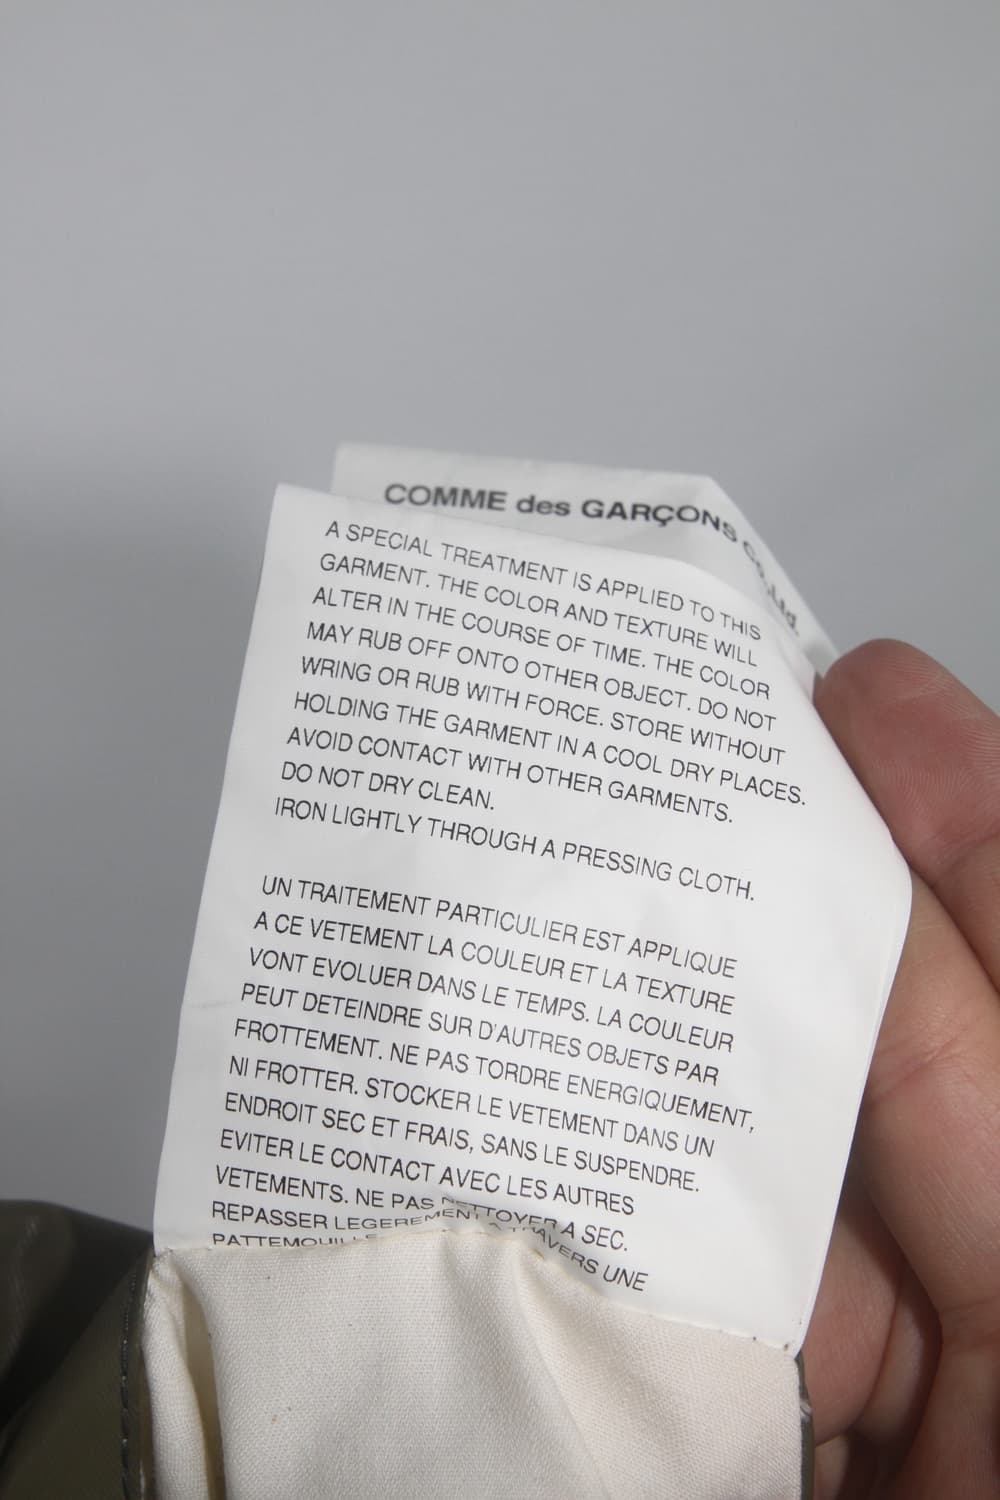 COMME des GARÇONS Co.,Ltd.
A SPECIAL TREATMENT IS APPLIED TO THIS
GARMENT. THE COLOR AND TEXTURE WILL
ALTER IN THE COURSE OF TIME. THE COLOR
MAY RUB OFF ONTO OTHER OBJECT. DO NOT
WRING OR RUB WITH FORCE. STORE WITHOUT
HOLDING THE GARMENT IN A COOL DRY PLACES.
AVOID CONTACT WITH OTHER GARMENTS.
DO NOT DRY CLEAN.
IRON LIGHTLY THROUGH A PRESSING CLOTH.
UN TRAITEMENT PARTICULIER EST APPLIQUE
A CE VETEMENT LA COULEUR ET LA TEXTURE
VONT EVOLUER DANS LE TEMPS. LA COULEUR
PEUT DETEINDRE SUR D'AUTRES OBJETS PAR
FROTTEMENT. NE PAS TORDRE ENERGIQUEMENT,
NI FROTTER. STOCKER LE VETEMENT DANS UN
ENDROIT SEC ET FRAIS, SANS LE SUSPENDRE.
EVITER LE CONTACT AVEC LES AUTRES
VETEMENTS. NE PAS NETTOYER A SEC.
REPASSER LEGEREMENT A TRAVERS UNE
PATTEMOUILLE